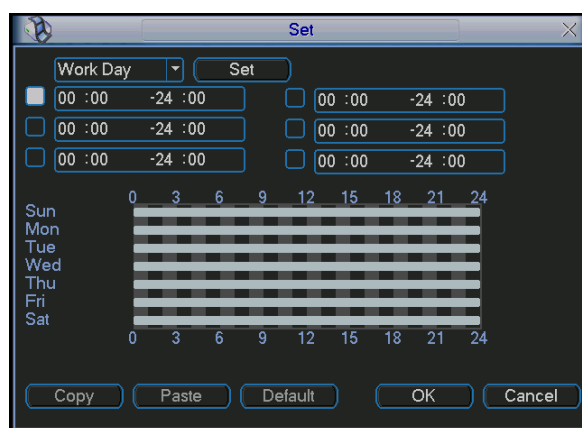 Set
Work Day Set
00 :00 -24 :00 00 :00 -24 :00
00 :00 -24 :00 00 :00 -24 :00
00 :00 -24 :00 00 :00 -24 :00
0 3 6 9 12 15 18 21 24
Sun
Mon
Tue
Wed
Thu
Fri
Sat
0 3 6 9 12 15 18 21 24
Copy Paste Default OK Cancel